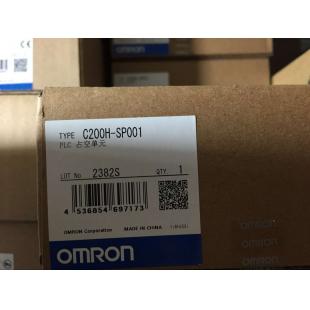 OMRON
TYPE C200H-SP001
PLC 占空单元
LOT No 2382S QTY. 1
4 536854 697173
OMRON Corporation MADE IN CHINA
OMRON